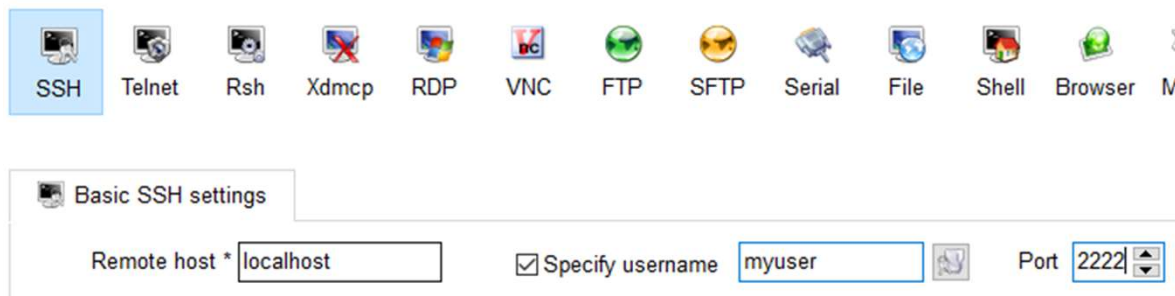 SSH Telnet Rsh Xdmcp RDP VNC FTP SFTP Serial File Shell Browser
Basic SSH settings
Remote host * localhost Specify username myuser Port 2222